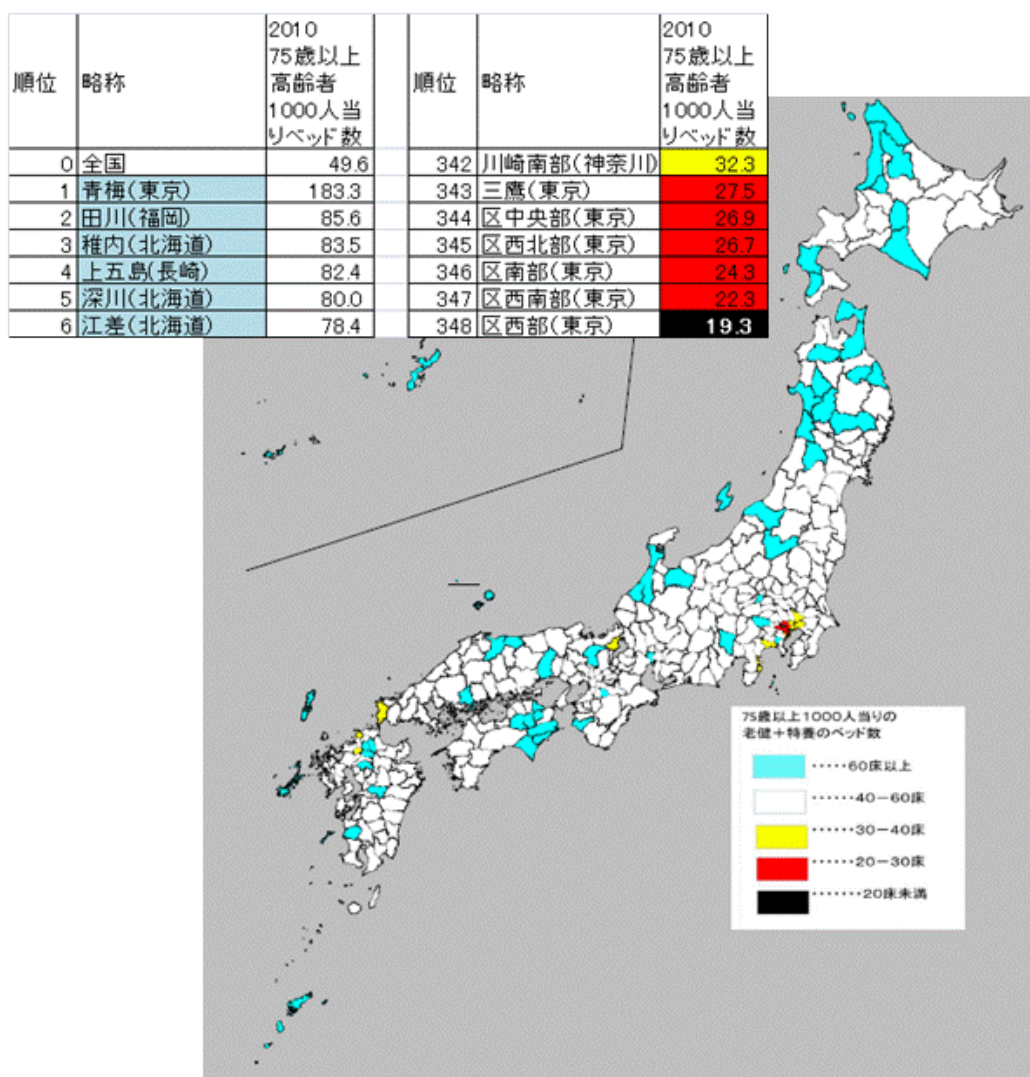 順位 略称 2010 75歳以上 高齢者 1000人当 りベッド数 順位 略称 2010 75歳以上 高齢者 1000人当 りベッド数
0 全国 49.6 342 川崎南部(神奈川) 32.3
1 青梅(東京) 183.3 343 三鷹(東京) 27.5
2 田川(福岡) 85.6 344 区中央部(東京) 26.9
3 稚内(北海道) 83.5 345 区西北部(東京) 26.7
4 上五島(長崎) 82.4 346 区南部(東京) 24.3
5 深川(北海道) 80.0 347 区西南部(東京) 22.3
6 江差(北海道) 78.4 348 区西部(東京) 19.3
75歳以上1000人当りの
老健+特養のベッド数
‥‥‥60床以上
‥‥‥40-60床
‥‥‥30-40床
‥‥‥20-30床
‥‥‥20床未満